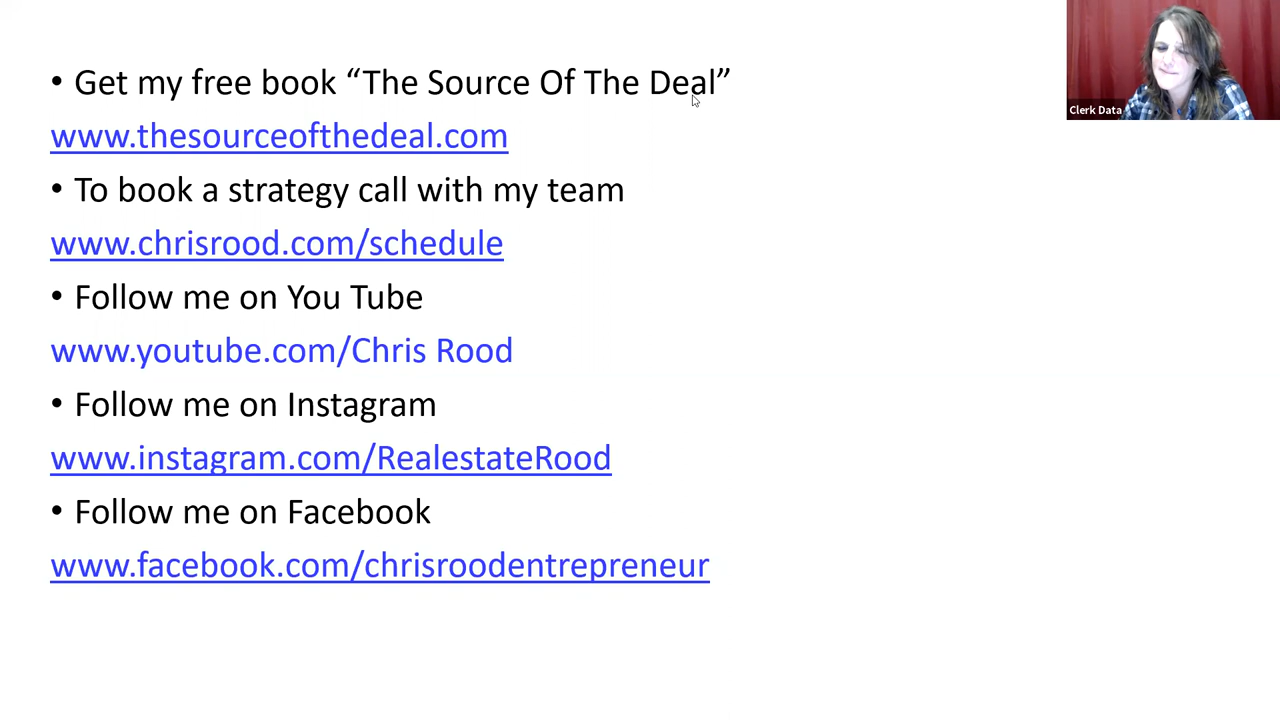 • Get my free book “The Source Of The Deal”
www.thesourceofthedeal.com
• To book a strategy call with my team
www.chrisrood.com/schedule
• Follow me on You Tube
www.youtube.com/Chris Rood
• Follow me on Instagram
www.instagram.com/RealestateRood
• Follow me on Facebook
www.facebook.com/chrisroodentrepreneur
Clerk Data